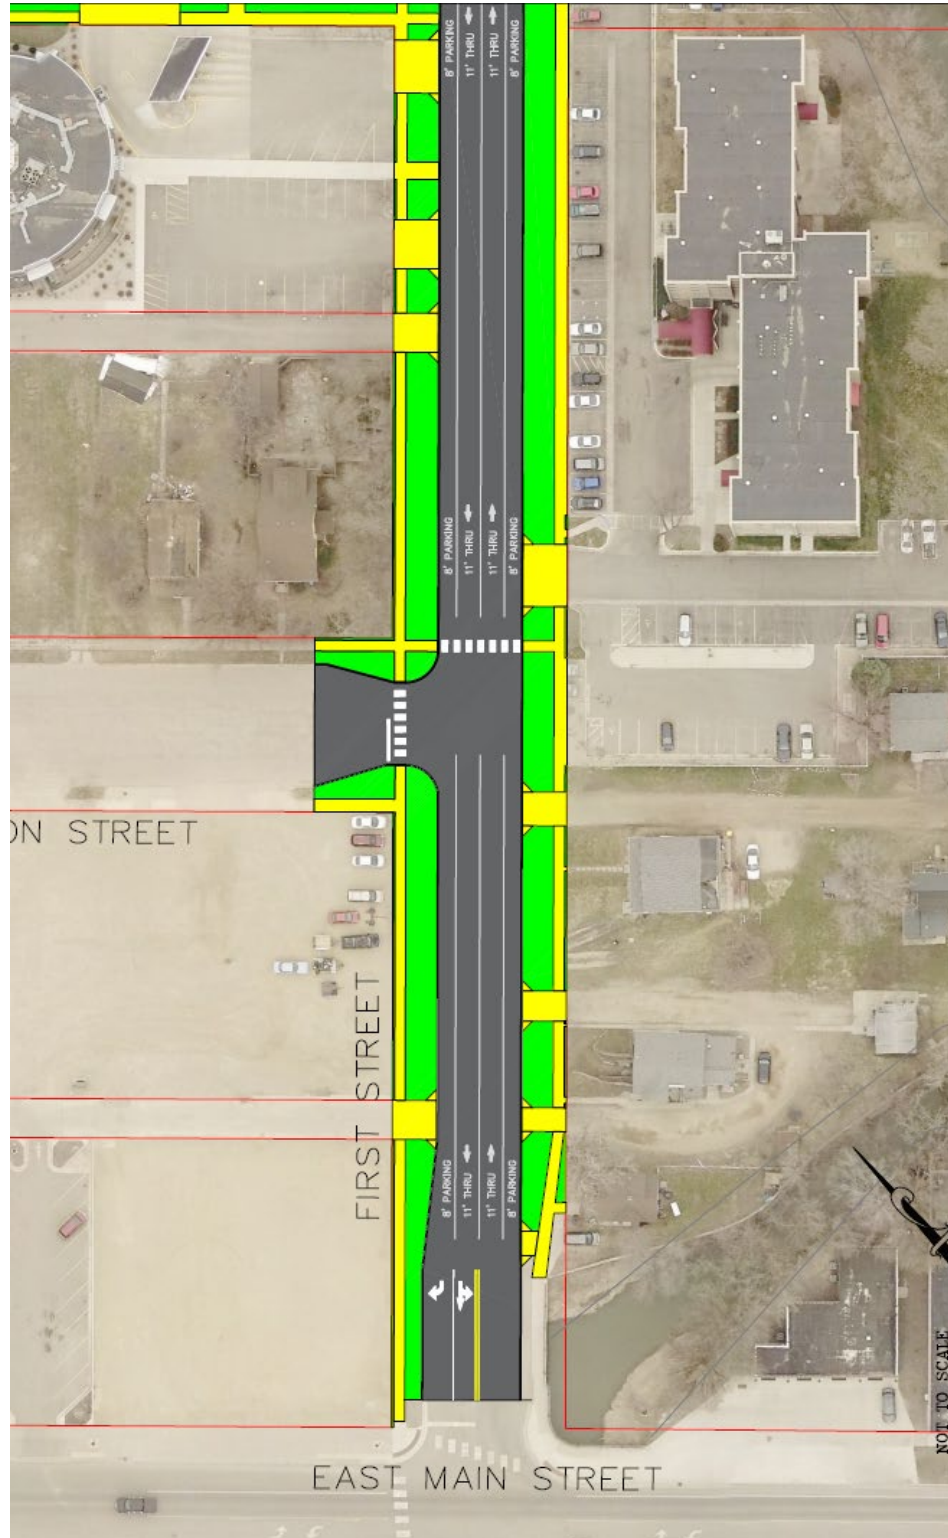 8' PARKING
11' THRU
11' THRU
8' PARKING
8' PARKING
11' THRU
11' THRU
8' PARKING
ON STREET
FIRST STREET
8' PARKING
11' THRU
11' THRU
8' PARKING
NOT TO SCALE
EAST MAIN STREET